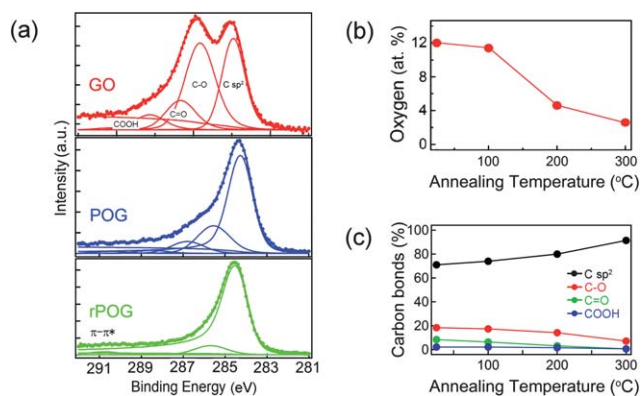 (a)
GO
C-O
C sp²
C=O
COOH
POG
rPOG
π-π*
Intensity (a.u.)
291 289 287 285 283 281
Binding Energy (eV)
(b)
Oxygen (at. %)
12
8
4
0
100 200 300
Annealing Temperature (°C)
(c)
Carbon bonds (%)
100
80
60
40
20
0
C sp²
C-O
C=O
COOH
100 200 300
Annealing Temperature (°C)